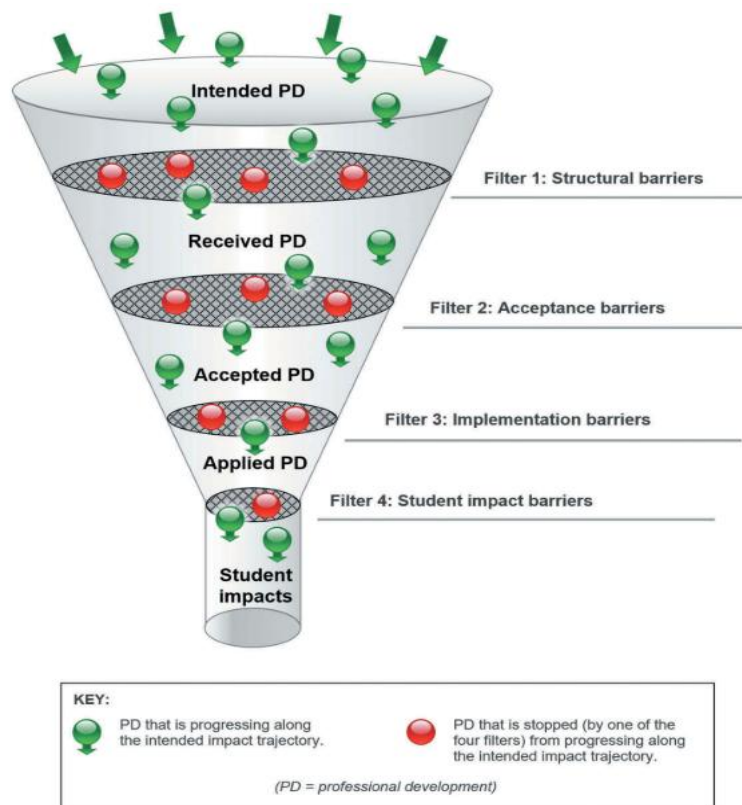 Intended PD
Filter 1: Structural barriers
Received PD
Filter 2: Acceptance barriers
Accepted PD
Filter 3: Implementation barriers
Applied PD
Filter 4: Student impact barriers
Student
impacts
KEY:
PD that is progressing along
the intended impact trajectory.
PD that is stopped (by one of the
four filters) from progressing along
the intended impact trajectory.
(PD = professional development)